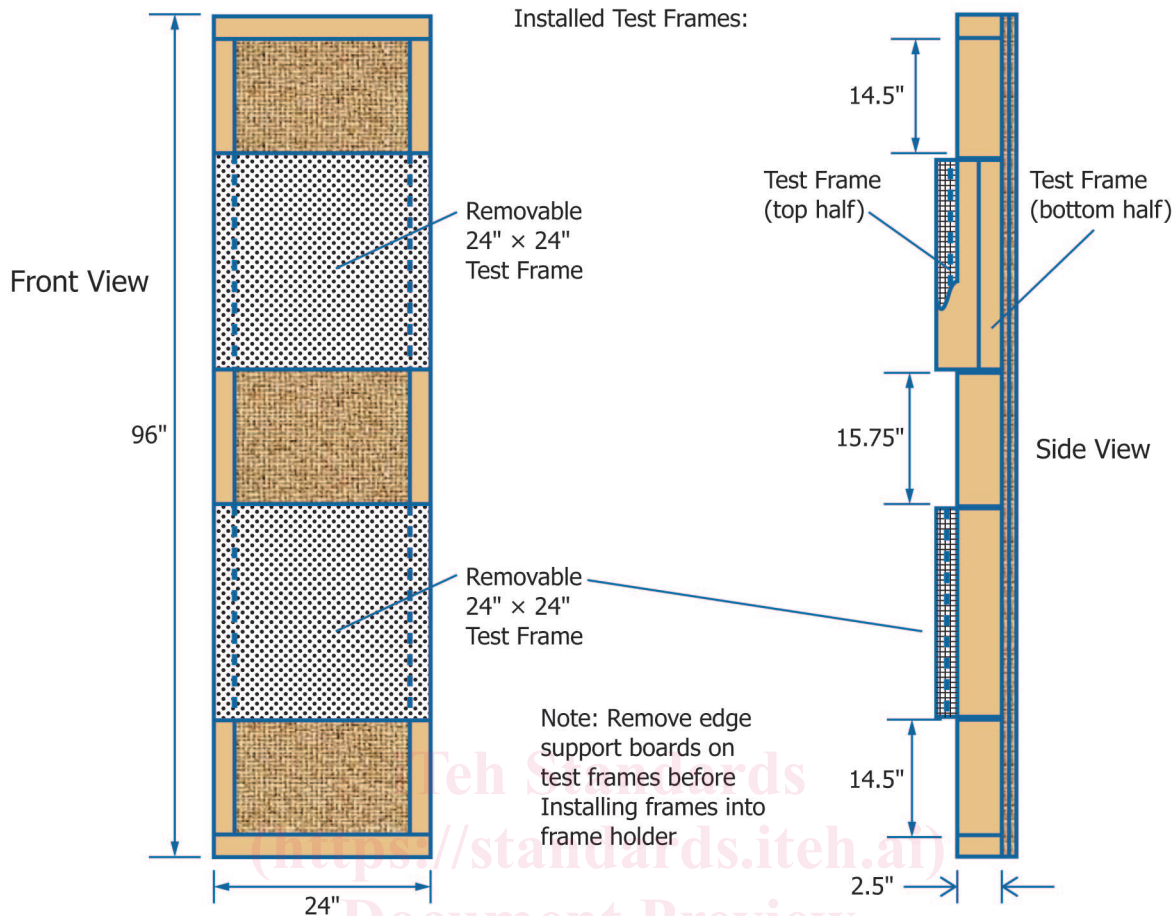 Installed Test Frames:
14.5"
Test Frame
(top half)
Test Frame
(bottom half)
Removable
24" × 24"
Test Frame
Front View
96"
15.75"
Side View
Removable
24" × 24"
Test Frame
Note: Remove edge
support boards on
test frames before
Installing frames into
frame holder
14.5"
2.5"
24"
iTeh Standards
(https://standards.iteh.ai)
Document Preview